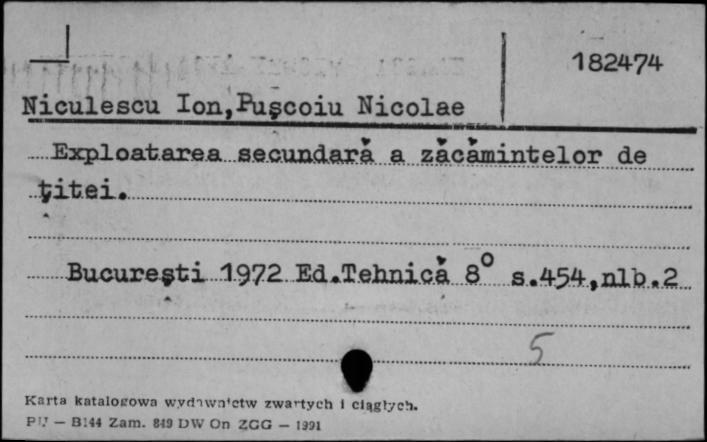 182474
Niculescu Ion,Pușcoiu Nicolae
Exploatarea secundară a zăcămintelor de
țitei.
București 1972 Ed.Tehnică 8° s.454,nlb.2
5
Karta katalogowa wydawnictw zwartych i ciągłych.
PU — B144 Zam. 849 DW On ZGG — 1991